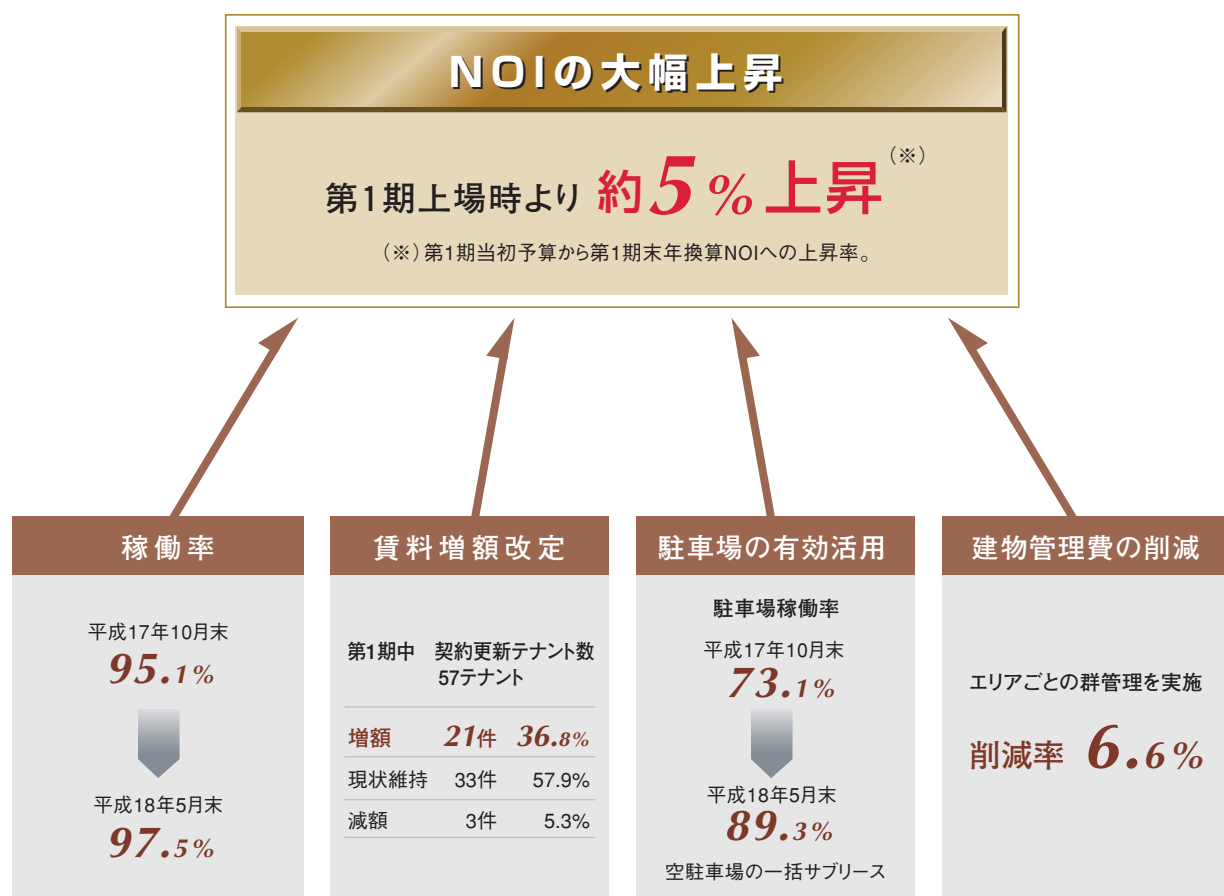 NOIの大幅上昇
第1期上場時より 約5%上昇(※)
(※)第1期当初予算から第1期末年換算NOIへの上昇率。
稼働率
平成17年10月末
95.1%
平成18年5月末
97.5%
賃料増額改定
第1期中 契約更新テナント数
57テナント
増額 21件 36.8%
現状維持 33件 57.9%
減額 3件 5.3%
駐車場の有効活用
駐車場稼働率
平成17年10月末
73.1%
平成18年5月末
89.3%
空駐車場の一括サブリース
建物管理費の削減
エリアごとの群管理を実施
削減率 6.6%